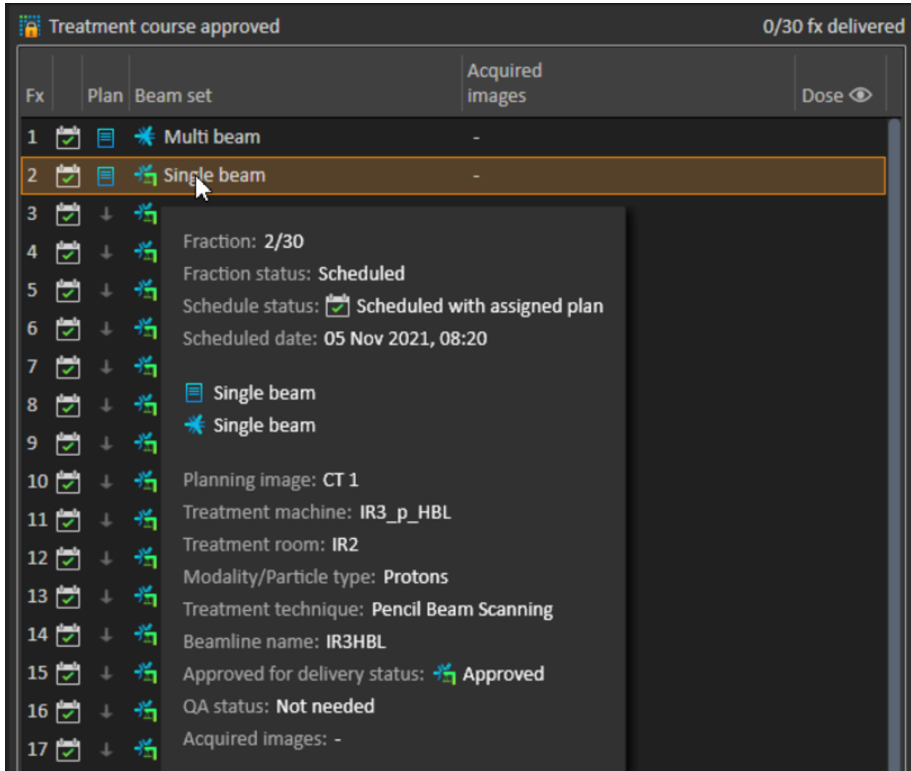 Treatment course approved 0/30 fx delivered
Fx Plan Beam set Acquired images Dose
1 Multi beam -
2 Single beam -
3
4
5
6
7
8
9
10
11
12
13
14
15
16
17
Fraction: 2/30
Fraction status: Scheduled
Schedule status: Scheduled with assigned plan
Scheduled date: 05 Nov 2021, 08:20
Single beam
Single beam
Planning image: CT 1
Treatment machine: IR3_p_HBL
Treatment room: IR2
Modality/Particle type: Protons
Treatment technique: Pencil Beam Scanning
Beamline name: IR3HBL
Approved for delivery status: Approved
QA status: Not needed
Acquired images: -